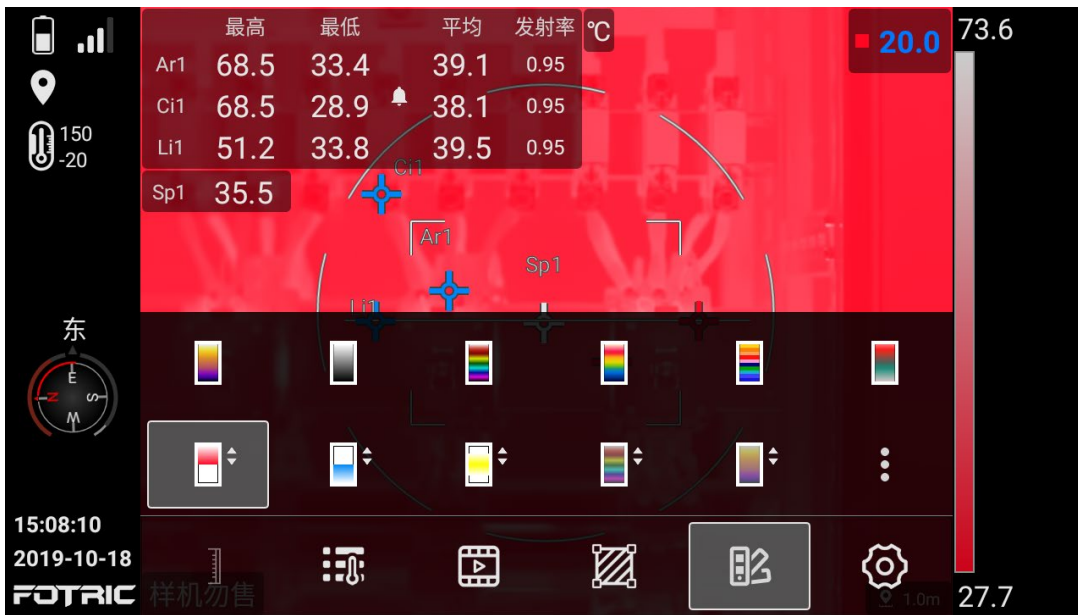 最高 最低 平均 发射率 ℃
Ar1 68.5 33.4 39.1 0.95
Ci1 68.5 28.9 38.1 0.95
Li1 51.2 33.8 39.5 0.95
Sp1 35.5
20.0
73.6
150
-20
Ci1
Ar1
Sp1
Li1
东
E
N
S
W
15:08:10
2019-10-18
FOTRIC
样机勿售
1.0m
27.7